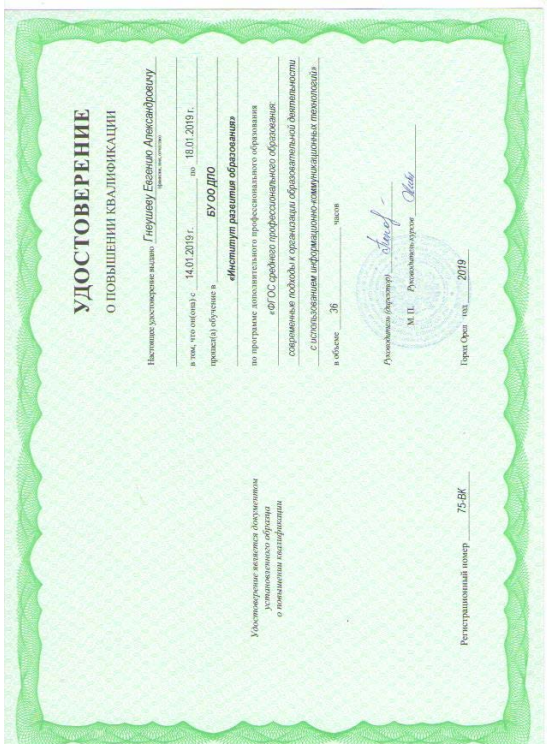 Удостоверение является документом
установленного образца
о повышении квалификации
Регистрационный номер 75-ВК
УДОСТОВЕРЕНИЕ
О ПОВЫШЕНИИ КВАЛИФИКАЦИИ
Настоящее удостоверение выдано Гнеушеву Евгению Александровичу
фамилия, имя, отчество
в том, что он(она) с 14.01.2019 г. по 18.01.2019 г.
прошел(а) обучение в БУ ОО ДПО
«Институт развития образования»
по программе дополнительного профессионального образования
«ФГОС среднего профессионального образования:
современные подходы к организации образовательной деятельности
с использованием информационно-коммуникационных технологий»
в объеме 36 часов
Руководитель (директор)
М. П. Руководитель курсов
Город Орел год 2019